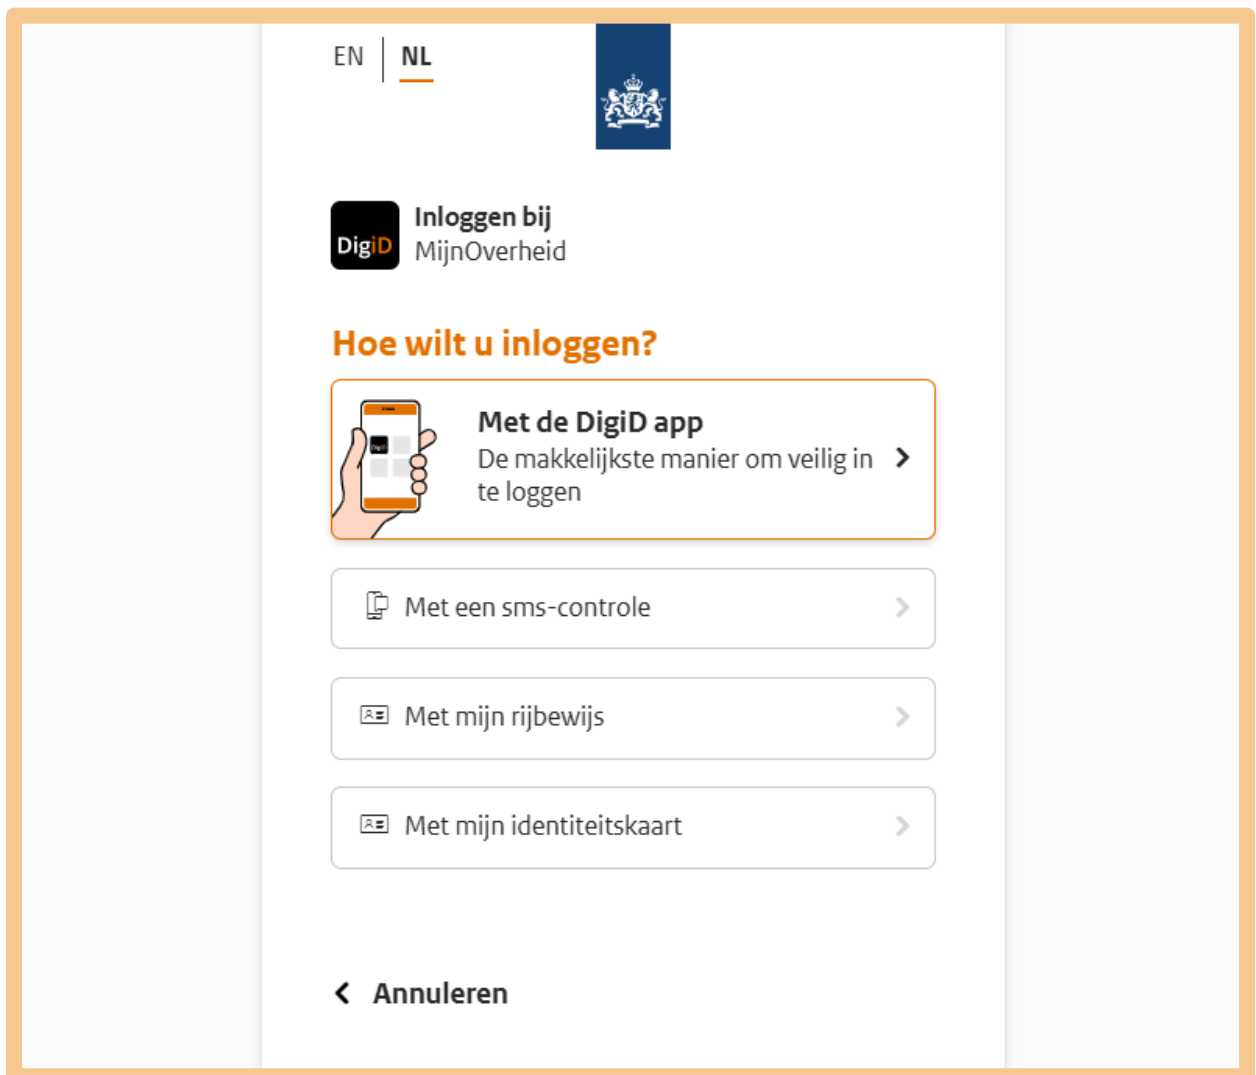 EN NL
DigiD
Inloggen bij
MijnOverheid
Hoe wilt u inloggen?
DigiD
Met de DigiD app
De makkelijkste manier om veilig in
te loggen
Met een sms-controle
Met mijn rijbewijs
Met mijn identiteitskaart
Annuleren